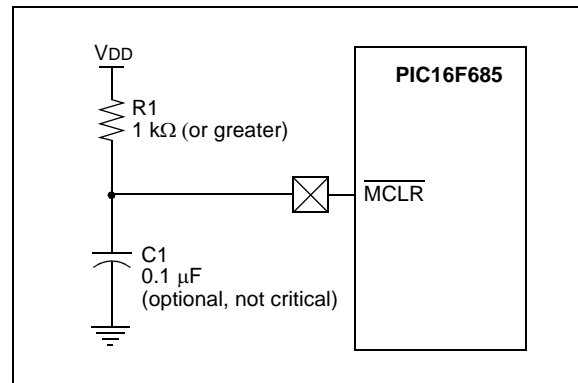 VDD
PIC16F685
R1
1 kΩ (or greater)
MCLR
C1
0.1 μF
(optional, not critical)